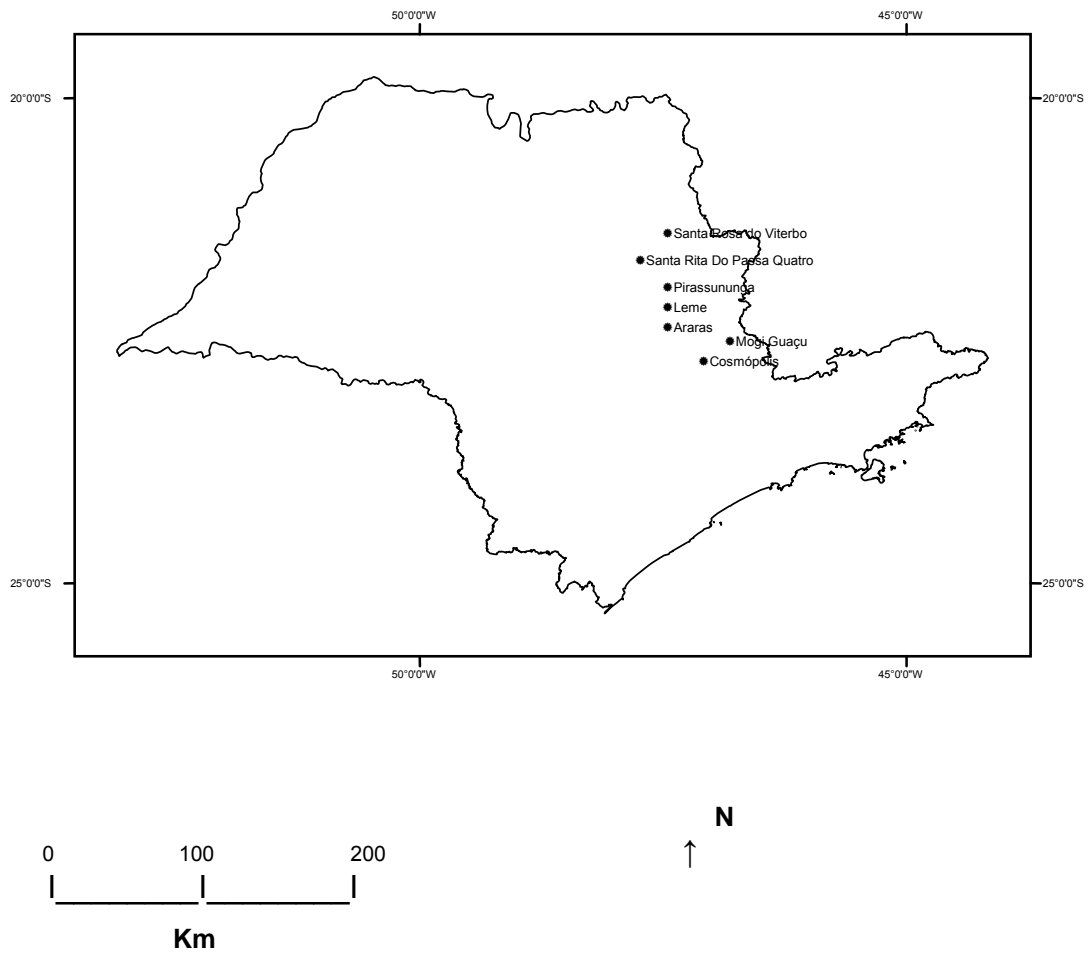 50°0'0"W 45°0'0"W
20°0'0"S 20°0'0"S
Santa Rosa do Viterbo
Santa Rita Do Passa Quatro
Pirassununga
Leme
Araras
Mogi Guaçu
Cosmópolis
25°0'0"S 25°0'0"S
50°0'0"W 45°0'0"W
N
0 100 200
Km